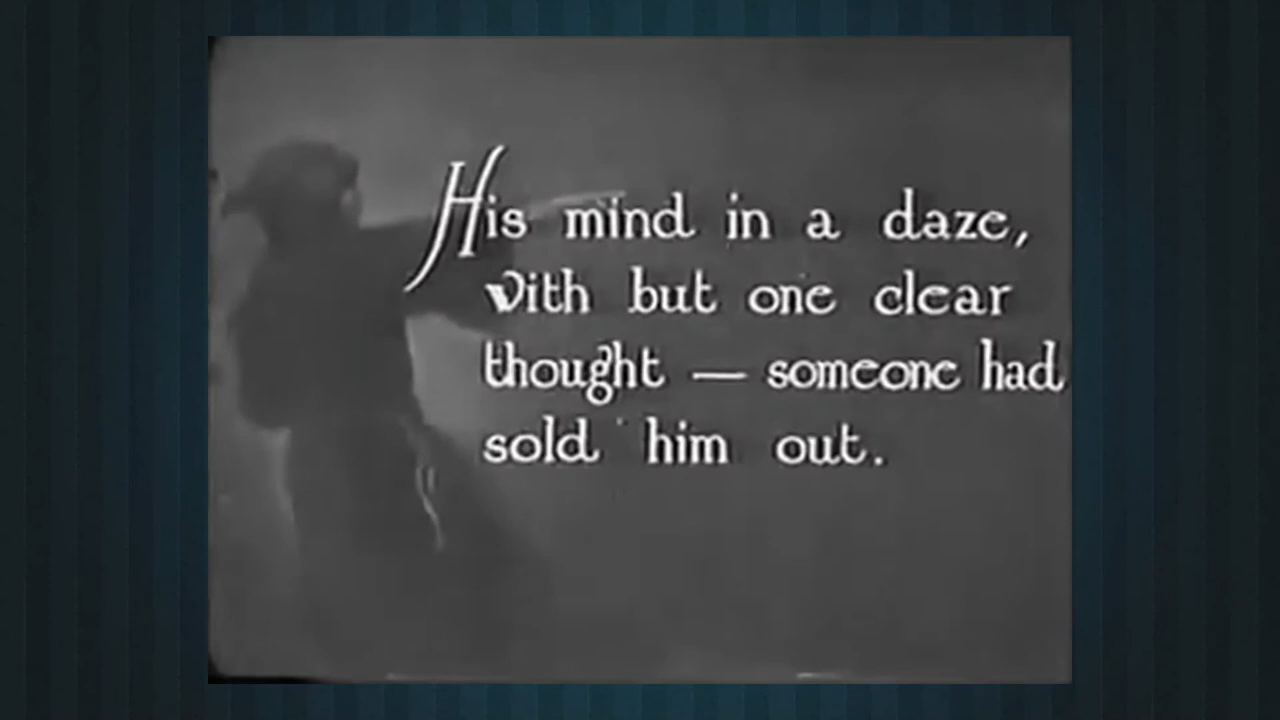 His mind in a daze,
with but one clear
thought — someone had
sold him out.